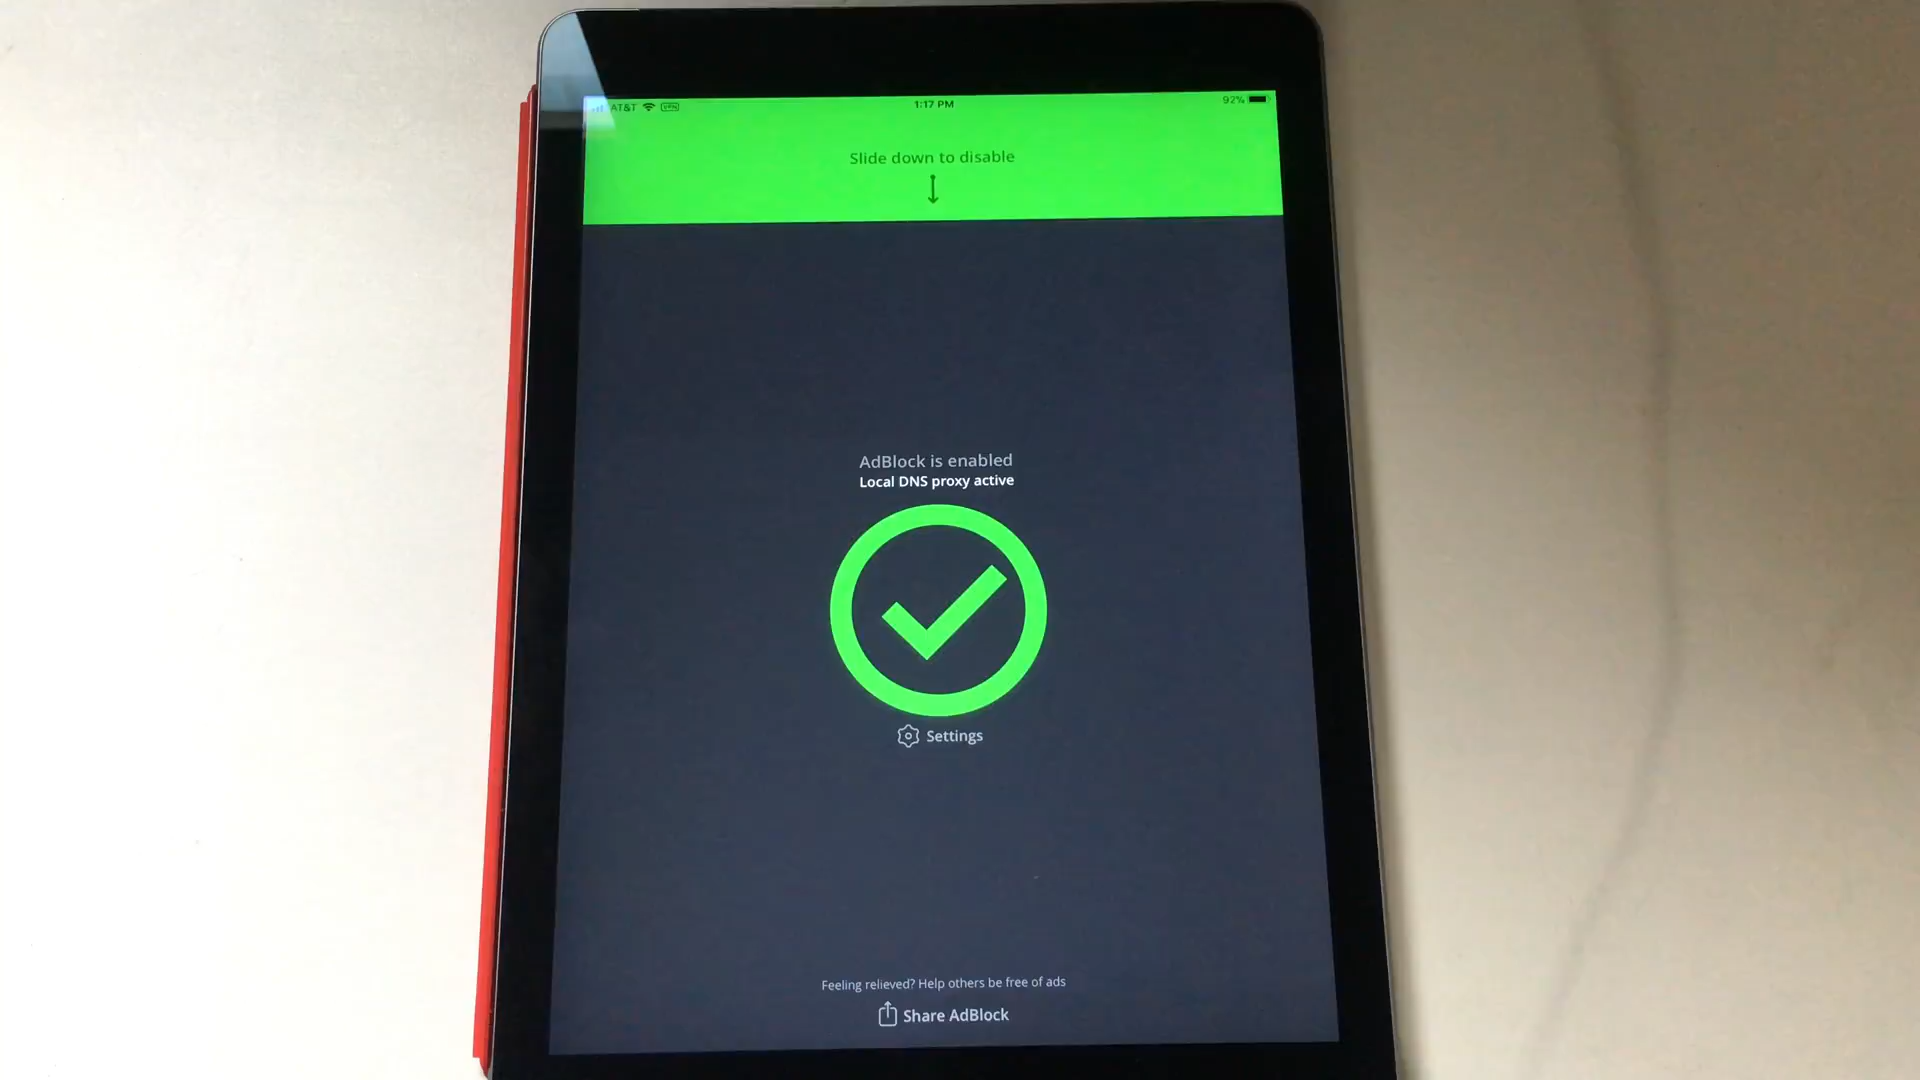 AT&T VPN 1:17 PM 92%
Slide down to disable
AdBlock is enabled
Local DNS proxy active
Settings
Feeling relieved? Help others be free of ads
Share AdBlock